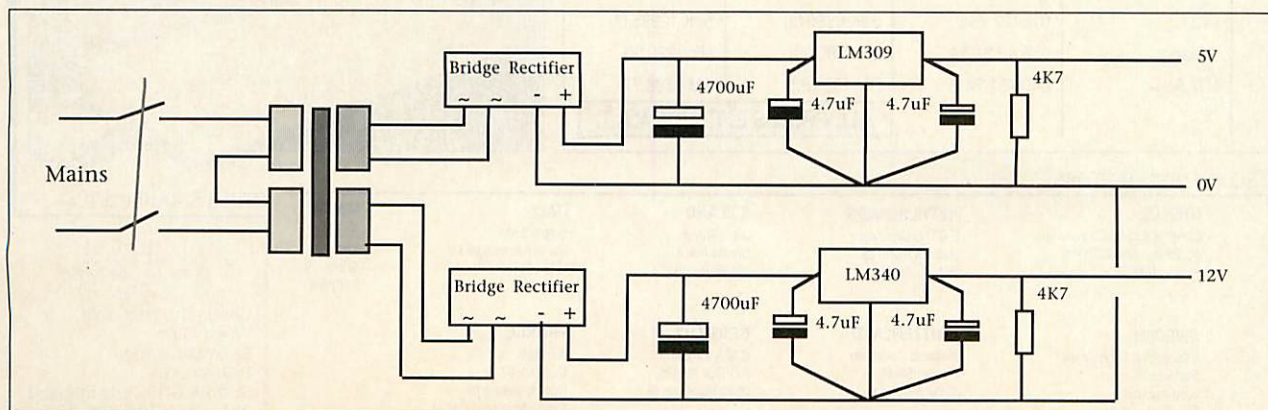 LM309
5V
Bridge Rectifier
4700uF
4K7
~ ~ - +
4.7uF
4.7uF
Mains
0V
LM340
12V
Bridge Rectifier
4700uF
4K7
~ ~ - +
4.7uF
4.7uF